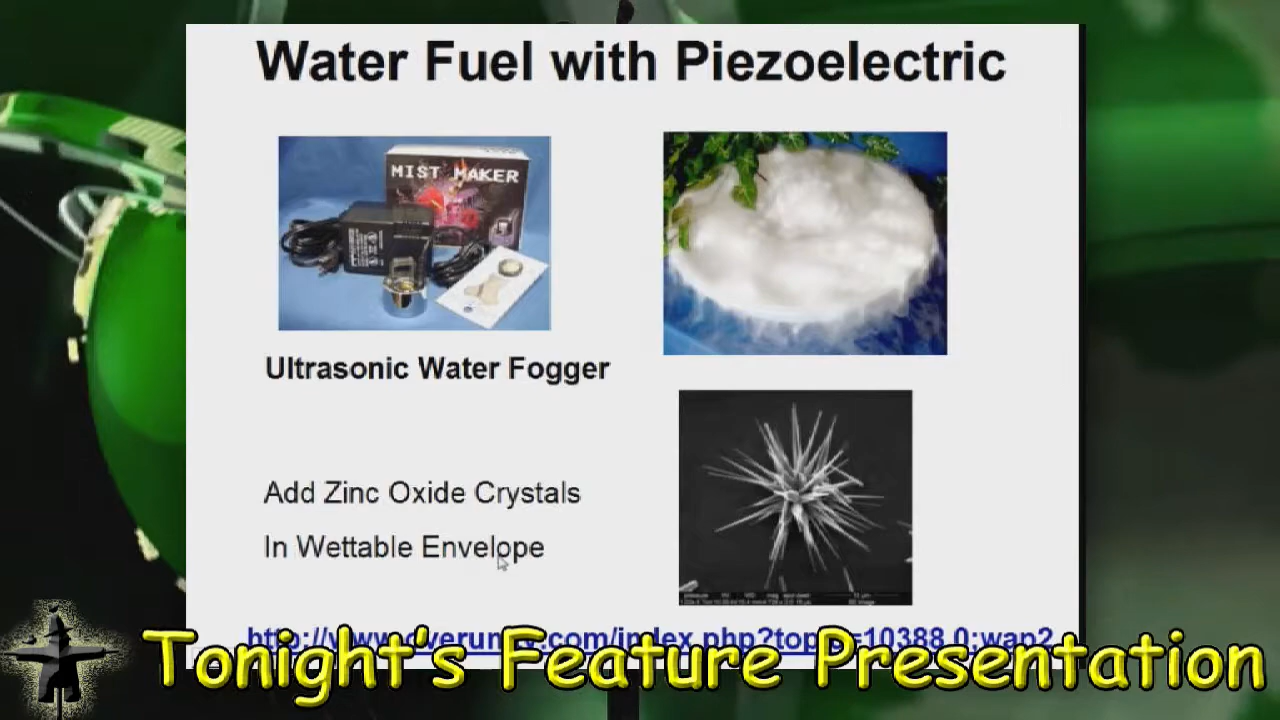 Water Fuel with Piezoelectric
MIST MAKER
Ultrasonic Water Fogger
Add Zinc Oxide Crystals
In Wettable Envelope
http://www.overunity.com/index.php?topic=10388.0;wap2
Tonight's Feature Presentation